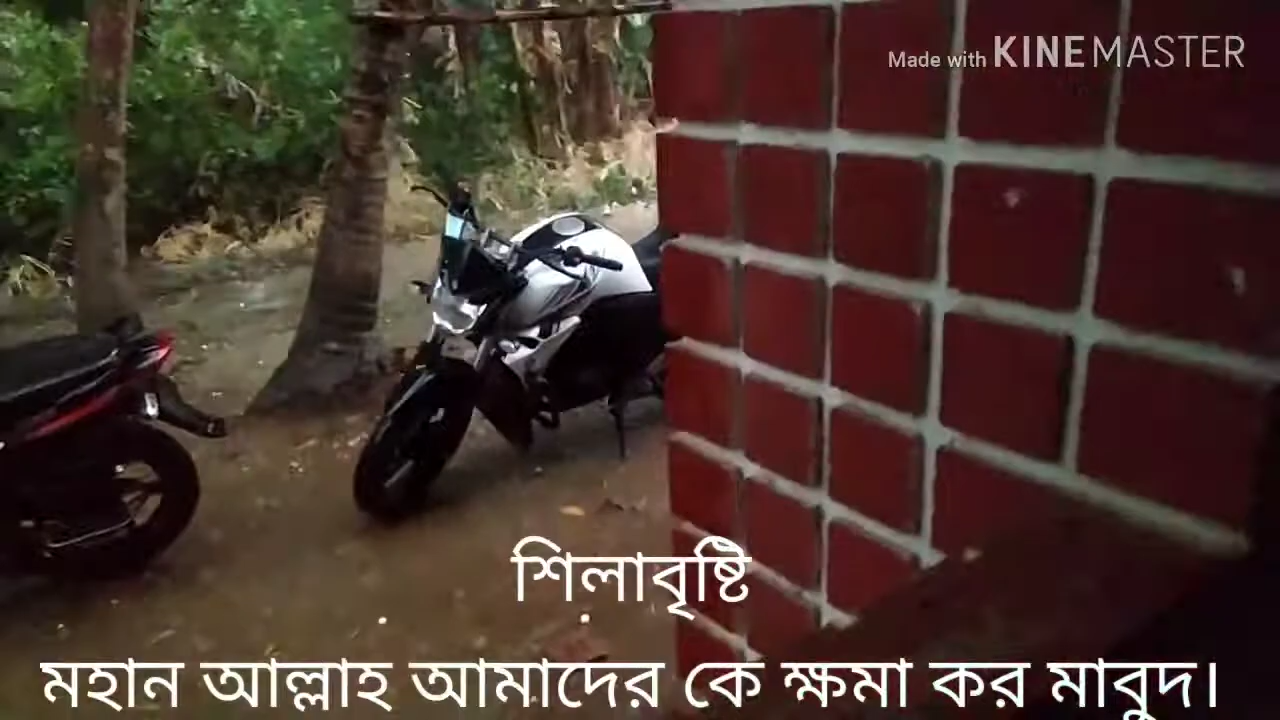 Made with KINEMASTER
শিলাবৃষ্টি
মহান আল্লাহ আমাদের কে ক্ষমা কর মাবুদ।